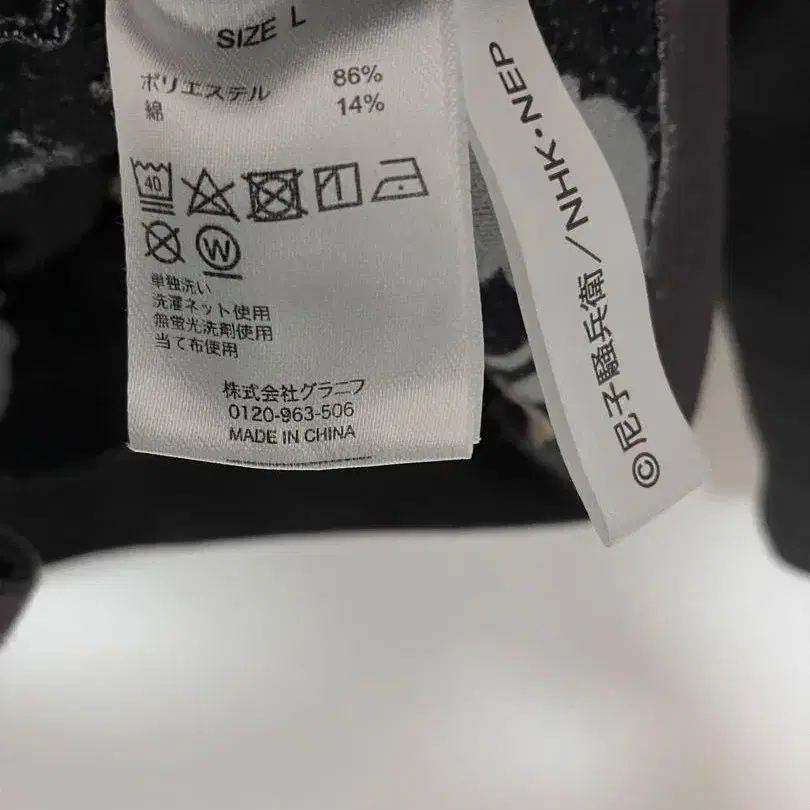 SIZE L
ポリエステル 86%
綿 14%
40
W
単独洗い
洗濯ネット使用
無蛍光洗剤使用
当て布使用
株式会社グラニフ
0120-963-506
MADE IN CHINA
©尼子騒兵衛/NHK・NEP